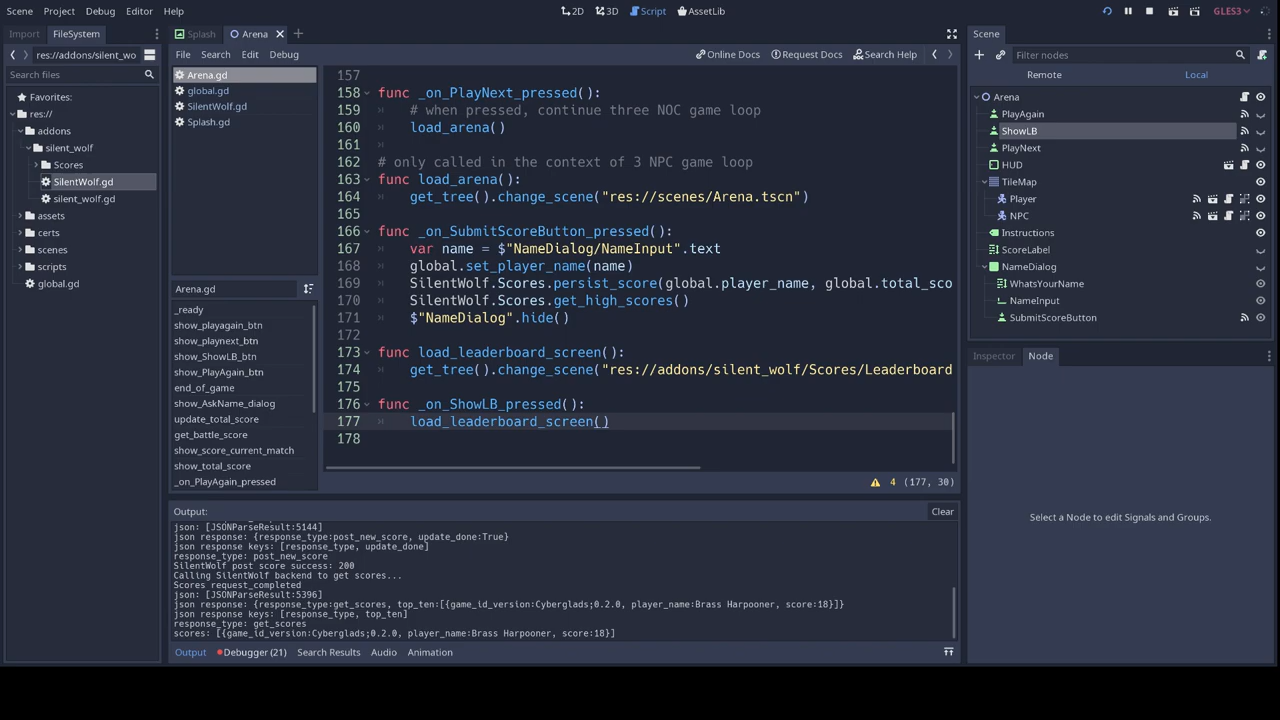 Scene Project Debug Editor Help
2D 3D Script AssetLib
GLES3
Import FileSystem
Splash Arena
Scene
res://addons/silent_wo
File Search Edit Debug
Online Docs Request Docs Search Help
Filter nodes
Search files
Remote Local
Favorites:
res://
addons
silent_wolf
Scores
SilentWolf.gd
silent_wolf.gd
assets
certs
scenes
scripts
global.gd
Arena.gd
global.gd
SilentWolf.gd
Splash.gd
Arena.gd
_ready
show_playagain_btn
show_playnext_btn
show_ShowLB_btn
show_PlayAgain_btn
end_of_game
show_AskName_dialog
update_total_score
get_battle_score
show_score_current_match
show_total_score
_on_PlayAgain_pressed
157
158 func _on_PlayNext_pressed():
159 # when pressed, continue three NOC game loop
160 load_arena()
161
162 # only called in the context of 3 NPC game loop
163 func load_arena():
164 get_tree().change_scene("res://scenes/Arena.tscn")
165
166 func _on_SubmitScoreButton_pressed():
167 var name = $"NameDialog/NameInput".text
168 global.set_player_name(name)
169 SilentWolf.Scores.persist_score(global.player_name, global.total_sco
170 SilentWolf.Scores.get_high_scores()
171 $"NameDialog".hide()
172
173 func load_leaderboard_screen():
174 get_tree().change_scene("res://addons/silent_wolf/Scores/Leaderboard
175
176 func _on_ShowLB_pressed():
177 load_leaderboard_screen()
178
4 (177, 30)
Output:
Clear
json: [JSONParseResult:5144]
json response: {response_type:post_new_score, update_done:True}
json response keys: [response_type, update_done]
response_type: post_new_score
SilentWolf post score success: 200
Calling SilentWolf backend to get scores...
Scores request_completed
json: [JSONParseResult:5396]
json response: {response_type:get_scores, top_ten:[{game_id_version:Cyberglads;0.2.0, player_name:Brass Harpooner, score:18}]}
json response keys: [response_type, top_ten]
response_type: get_scores
scores: [{game_id_version:Cyberglads;0.2.0, player_name:Brass Harpooner, score:18}]
Output Debugger (21) Search Results Audio Animation
Arena
PlayAgain
ShowLB
PlayNext
HUD
TileMap
Player
NPC
Instructions
ScoreLabel
NameDialog
WhatsYourName
NameInput
SubmitScoreButton
Inspector Node
Select a Node to edit Signals and Groups.